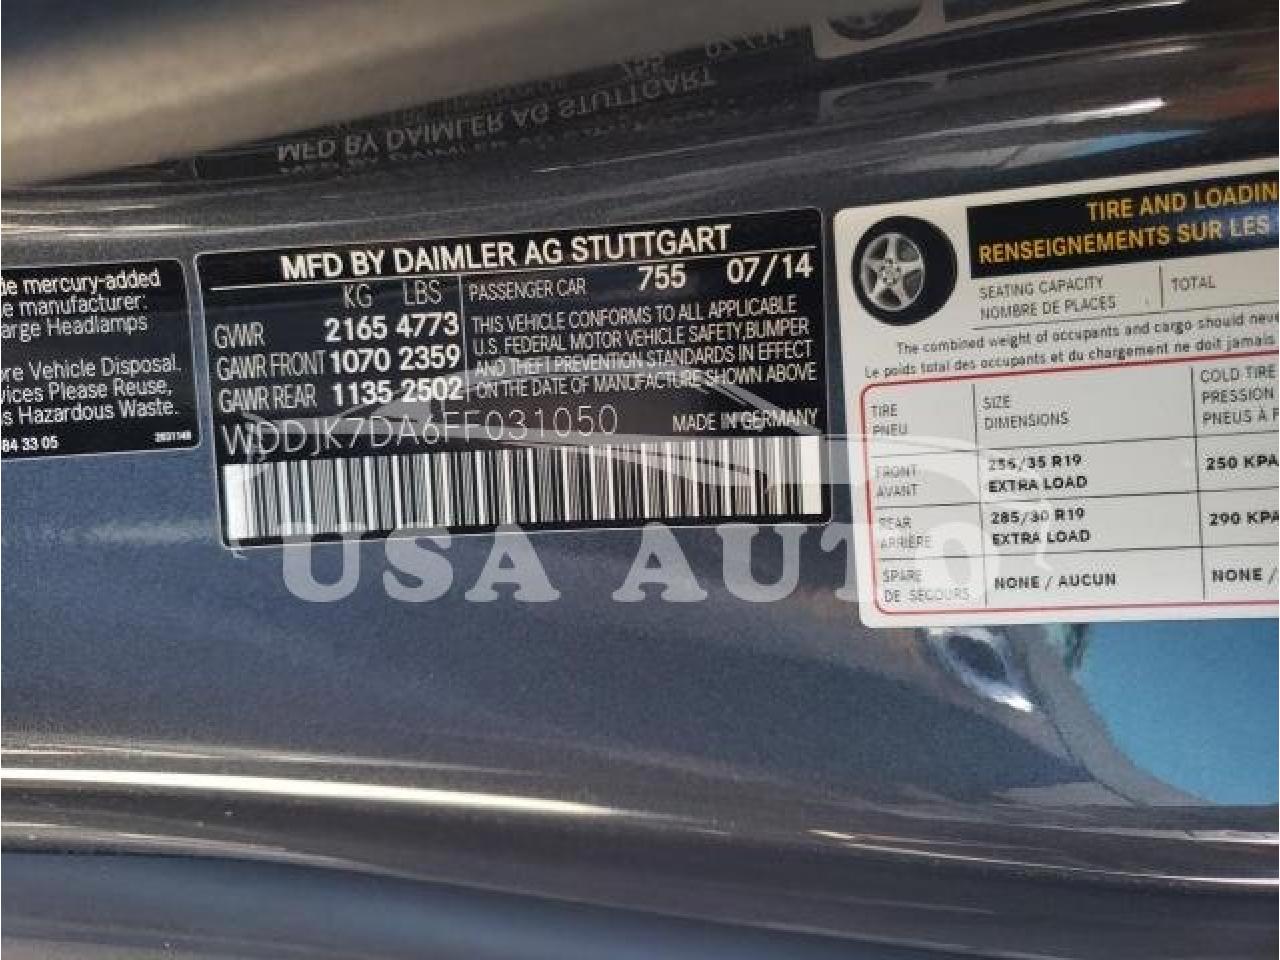 MFD BY DAIMLER AG STUTTGART
755 07/14
de mercury-added
e manufacturer:
arge Headlamps
ore Vehicle Disposal.
vices Please Reuse,
s Hazardous Waste.
84 33 05
MFD BY DAIMLER AG STUTTGART
KG LBS PASSENGER CAR 755 07/14
GVWR 2165 4773 THIS VEHICLE CONFORMS TO ALL APPLICABLE
U.S. FEDERAL MOTOR VEHICLE SAFETY,BUMPER
GAWR FRONT 1070 2359 AND THEFT PREVENTION STANDARDS IN EFFECT
GAWR REAR 1135 2502 ON THE DATE OF MANUFACTURE SHOWN ABOVE
WDDJK7DA6FF031050 MADE IN GERMANY
TIRE AND LOADIN
RENSEIGNEMENTS SUR LES
SEATING CAPACITY TOTAL
NOMBRE DE PLACES
The combined weight of occupants and cargo should neve
Le poids total des occupants et du chargement ne doit jamais
TIRE SIZE COLD TIRE
PNEU DIMENSIONS PRESSION
PNEUS À F
FRONT 255/35 R19 250 KPA
AVANT EXTRA LOAD
REAR 285/30 R19 290 KPA
ARRIÈRE EXTRA LOAD
SPARE NONE / AUCUN NONE /
DE SECOURS
USA AUTO